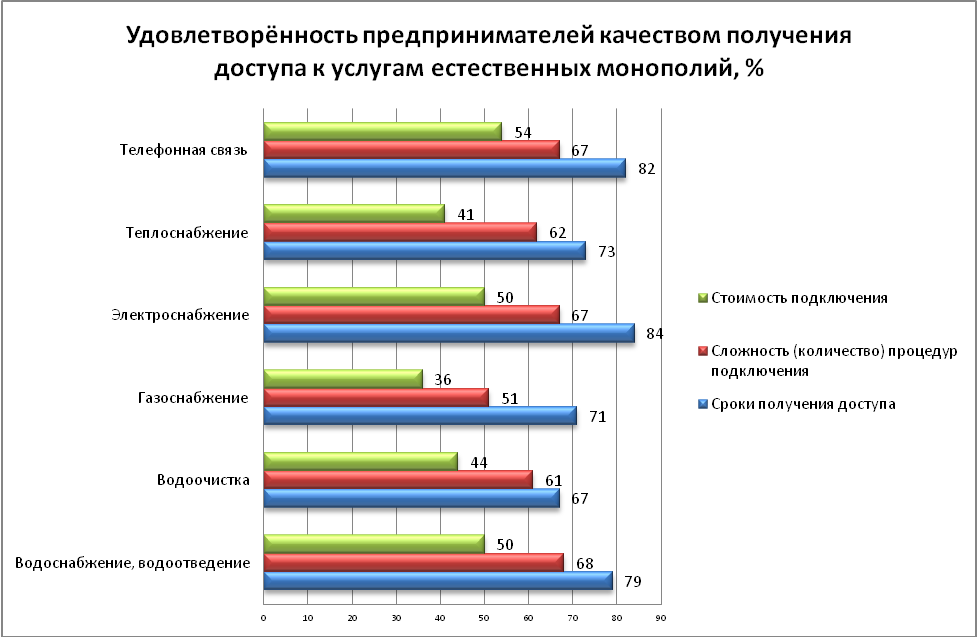 Удовлетворённость предпринимателей качеством получения
доступа к услугам естественных монополий, %
Телефонная связь
54
67
82
Теплоснабжение
41
62
73
Электроснабжение
50
67
84
Газоснабжение
36
51
71
Водоочистка
44
61
67
Водоснабжение, водоотведение
50
68
79
0 10 20 30 40 50 60 70 80 90
Стоимость подключения
Сложность (количество) процедур
подключения
Сроки получения доступа